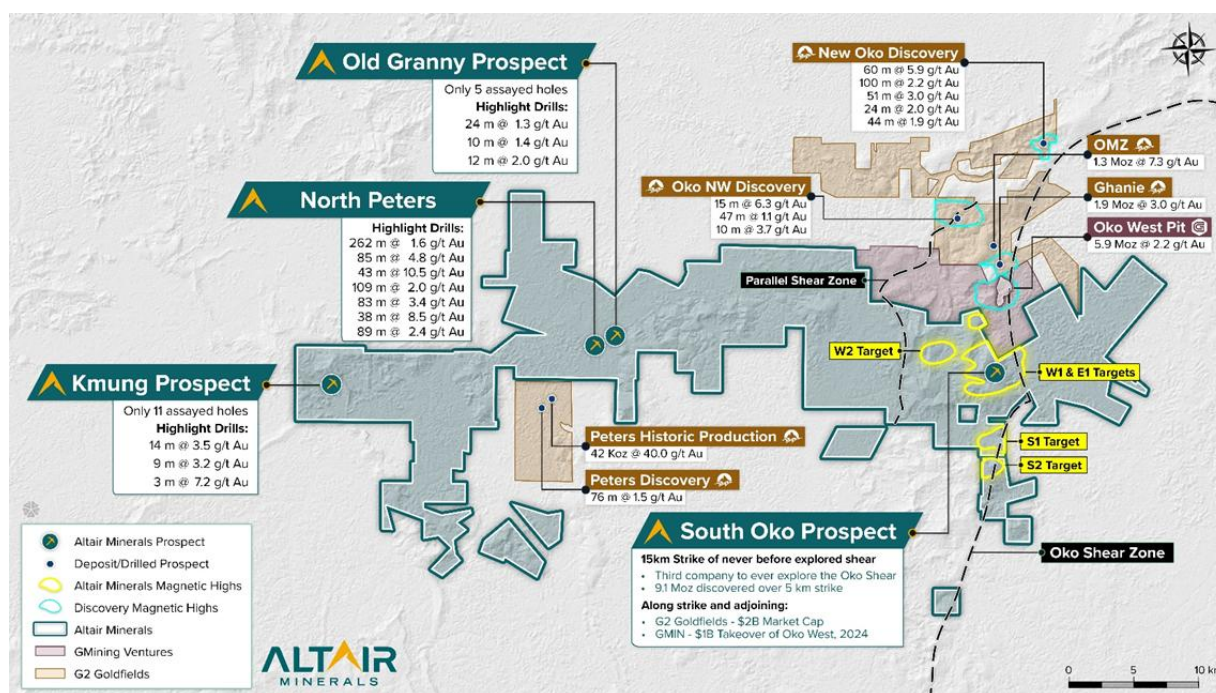 Old Granny Prospect
Only 5 assayed holes
Highlight Drills:
24 m @ 1.3 g/t Au
10 m @ 1.4 g/t Au
12 m @ 2.0 g/t Au
New Oko Discovery
60 m @ 5.9 g/t Au
100 m @ 2.2 g/t Au
51 m @ 3.0 g/t Au
24 m @ 2.0 g/t Au
44 m @ 1.9 g/t Au
OMZ
1.3 Moz @ 7.3 g/t Au
Ghanie
1.9 Moz @ 3.0 g/t Au
Oko West Pit
5.9 Moz @ 2.2 g/t Au
Oko NW Discovery
15 m @ 6.3 g/t Au
47 m @ 1.1 g/t Au
10 m @ 3.7 g/t Au
North Peters
Highlight Drills:
262 m @ 1.6 g/t Au
85 m @ 4.8 g/t Au
43 m @ 10.5 g/t Au
109 m @ 2.0 g/t Au
83 m @ 3.4 g/t Au
38 m @ 8.5 g/t Au
89 m @ 2.4 g/t Au
Parallel Shear Zone
W2 Target
W1 & E1 Targets
Kmung Prospect
Only 11 assayed holes
Highlight Drills:
14 m @ 3.5 g/t Au
9 m @ 3.2 g/t Au
3 m @ 7.2 g/t Au
Peters Historic Production
42 Koz @ 40.0 g/t Au
Peters Discovery
76 m @ 1.5 g/t Au
S1 Target
S2 Target
South Oko Prospect
15km Strike of never before explored shear
• Third company to ever explore the Oko Shear
• 9.1 Moz discovered over 5 km strike
Along strike and adjoining:
• G2 Goldfields - $2B Market Cap
• GMIN - $1B Takeover of Oko West, 2024
Oko Shear Zone
Altair Minerals Prospect
Deposit/Drilled Prospect
Altair Minerals Magnetic Highs
Discovery Magnetic Highs
Altair Minerals
GMining Ventures
G2 Goldfields
ALTAIR
MINERALS
0 5 10 km